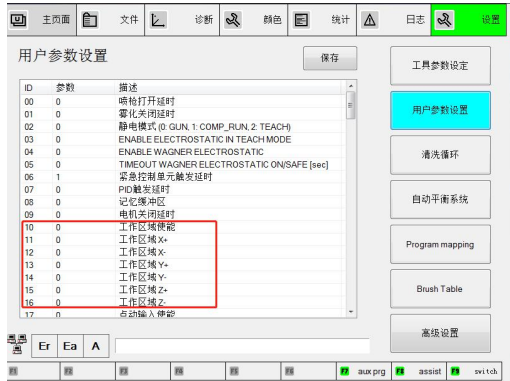 主页面 文件 诊断 颜色 统计 日志 设置
用户参数设置 保存
ID 参数 描述
00 0 喷枪打开延时
01 0 雾化关闭延时
02 0 静电模式 (0: GUN, 1: COMP_RUN, 2: TEACH)
03 0 ENABLE ELECTROSTATIC IN TEACH MODE
04 0 ENABLE WAGNER ELECTROSTATIC
05 0 TIMEOUT WAGNER ELECTROSTATIC ON/SAFE [sec]
06 1 紧急控制单元触发延时
07 0 PID触发延时
08 0 记忆缓冲区
09 0 电机关闭延时
10 0 工作区域使能
11 0 工作区域 X+
12 0 工作区域 X-
13 0 工作区域 Y+
14 0 工作区域 Y-
15 0 工作区域 Z+
16 0 工作区域 Z-
17 0 点动输入使能
工具参数设定
用户参数设置
清洗循环
自动平衡系统
Program mapping
Brush Table
高级设置
Er Ea A
F1 F2 F3 F4 F5 F6 F7 aux prg F8 assist F9 switch